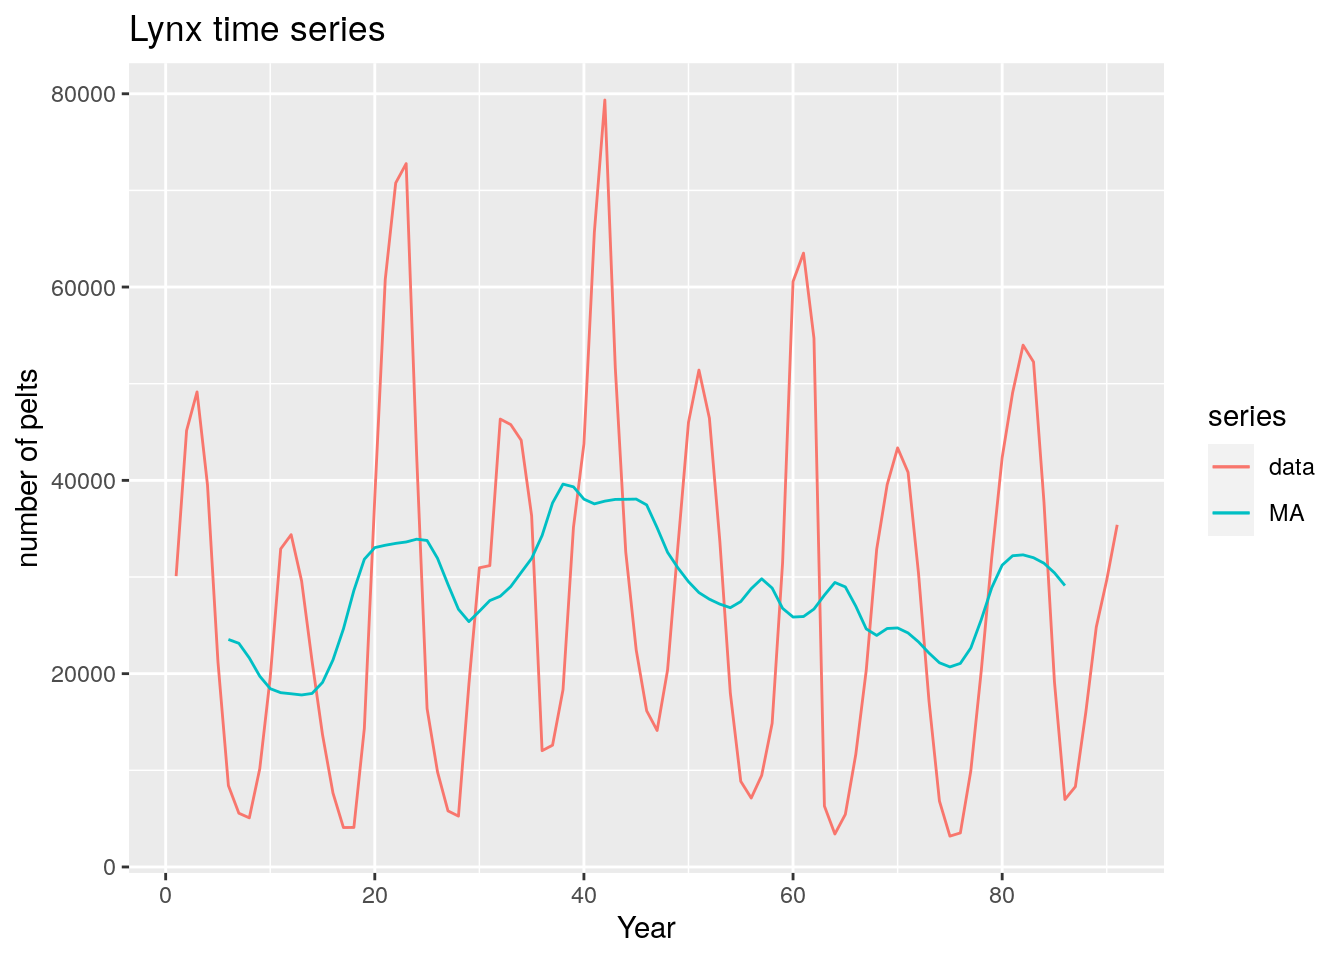 Lynx time series
number of pelts
80000
60000
40000
20000
0
0 20 40 60 80
Year
series
data
MA